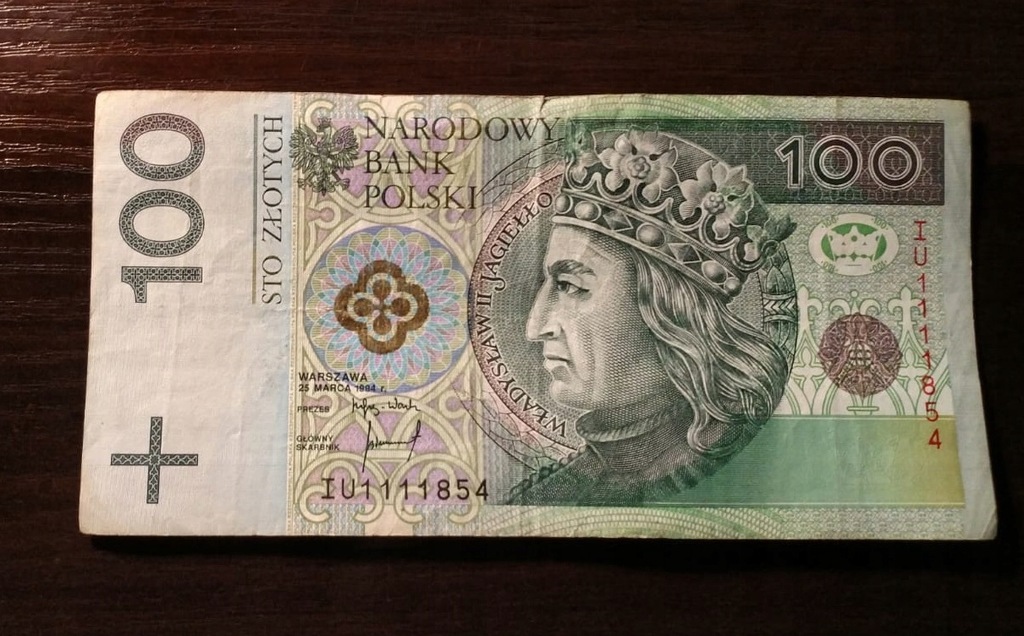 100
STO ZŁOTYCH
NARODOWY
BANK
POLSKI
WŁADYSŁAW II JAGIEŁŁO
100
IU1111854
WARSZAWA
25 MARCA 1994 r.
PREZES
GŁÓWNY
SKARBNIK
IU1111854